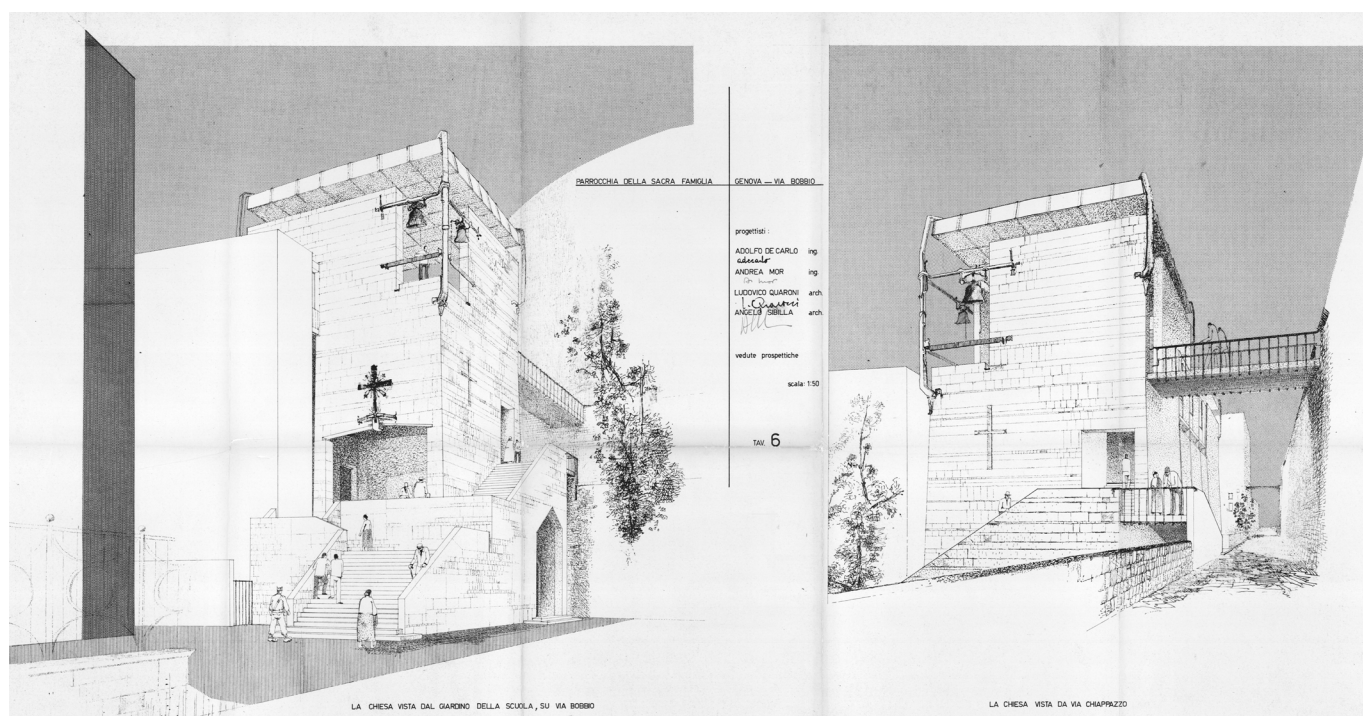 PARROCCHIA DELLA SACRA FAMIGLIA GENOVA — VIA BOBBIO
progettisti :
ADOLFO DE CARLO ing.
adecarlo
ANDREA MOR ing.
LUDOVICO QUARONI arch.
L. Quaroni
ANGELO SIBILLA arch.
vedute prospettiche
scala: 1:50
TAV. 6
LA CHIESA VISTA DAL GIARDINO DELLA SCUOLA, SU VIA BOBBIO
LA CHIESA VISTA DA VIA CHIAPPAZZO